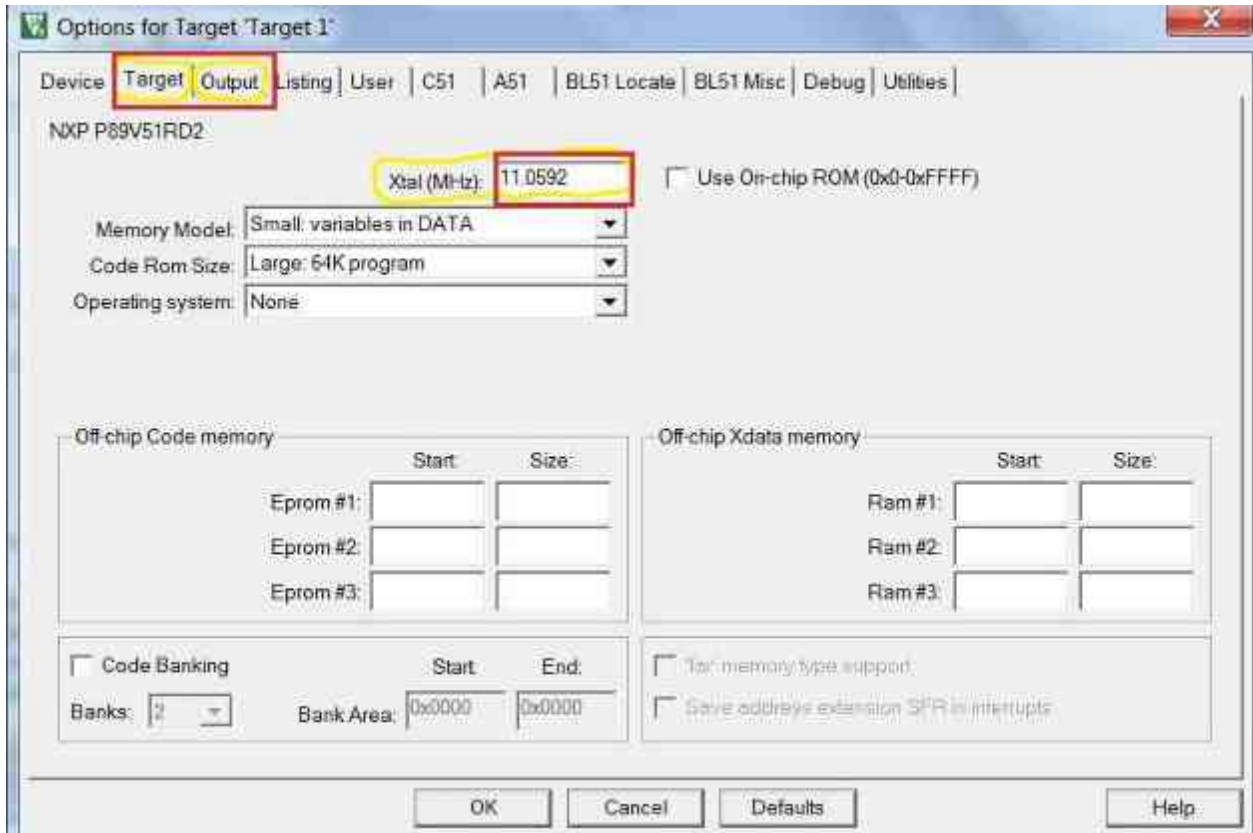 Options for Target 'Target 1'
X
Device Target Output Listing User C51 A51 BL51 Locate BL51 Misc Debug Utilities
NXP P89V51RD2
Xtal (MHz): 11.0592 Use On-chip ROM (0x0-0xFFFF)
Memory Model: Small: variables in DATA
Code Rom Size: Large: 64K program
Operating system: None
Off-chip Code memory Off-chip Xdata memory
Start Size: Start Size:
Eprom #1: Ram #1:
Eprom #2: Ram #2:
Eprom #3: Ram #3:
Code Banking Start End: 'far' memory type support
Banks: 2 Bank Area: 0x0000 0x0000 Save address extension SFR in interrupts
OK Cancel Defaults Help